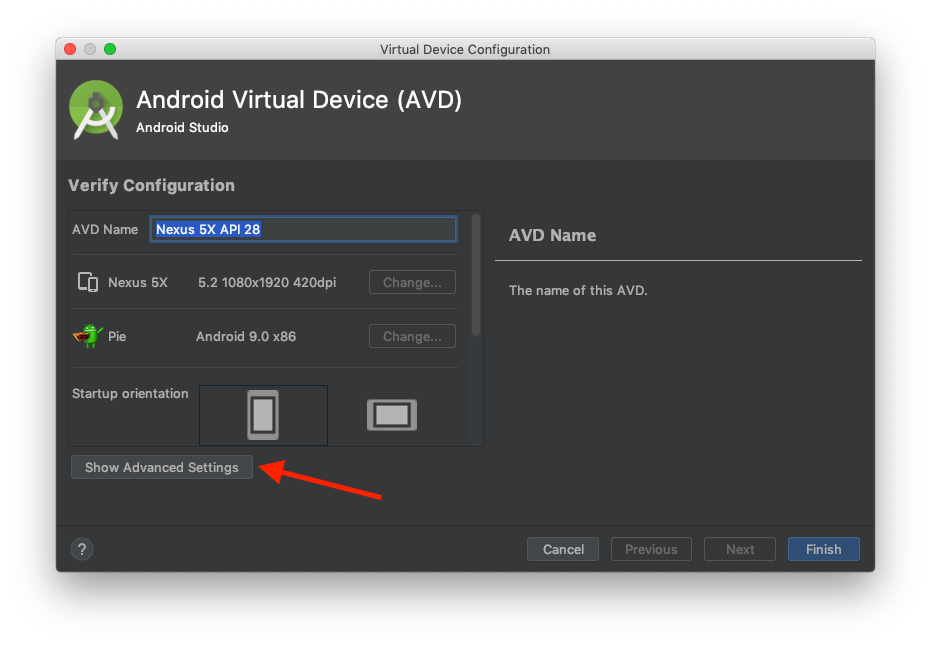 Virtual Device Configuration
Android Virtual Device (AVD)
Android Studio
Verify Configuration
AVD Name Nexus 5X API 28
Nexus 5X 5.2 1080x1920 420dpi Change...
Pie Android 9.0 x86 Change...
Startup orientation
Show Advanced Settings
AVD Name
The name of this AVD.
? Cancel Previous Next Finish